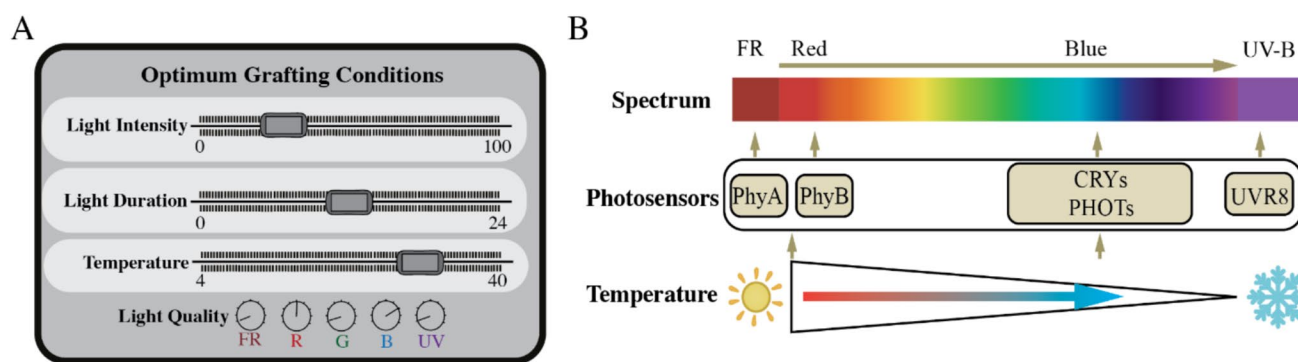 A
Optimum Grafting Conditions
Light Intensity
0 100
Light Duration
0 24
Temperature
4 40
Light Quality
FR R G B UV
B
FR Red Blue UV-B
Spectrum
Photosensors
PhyA PhyB CRYs
PHOTs UVR8
Temperature